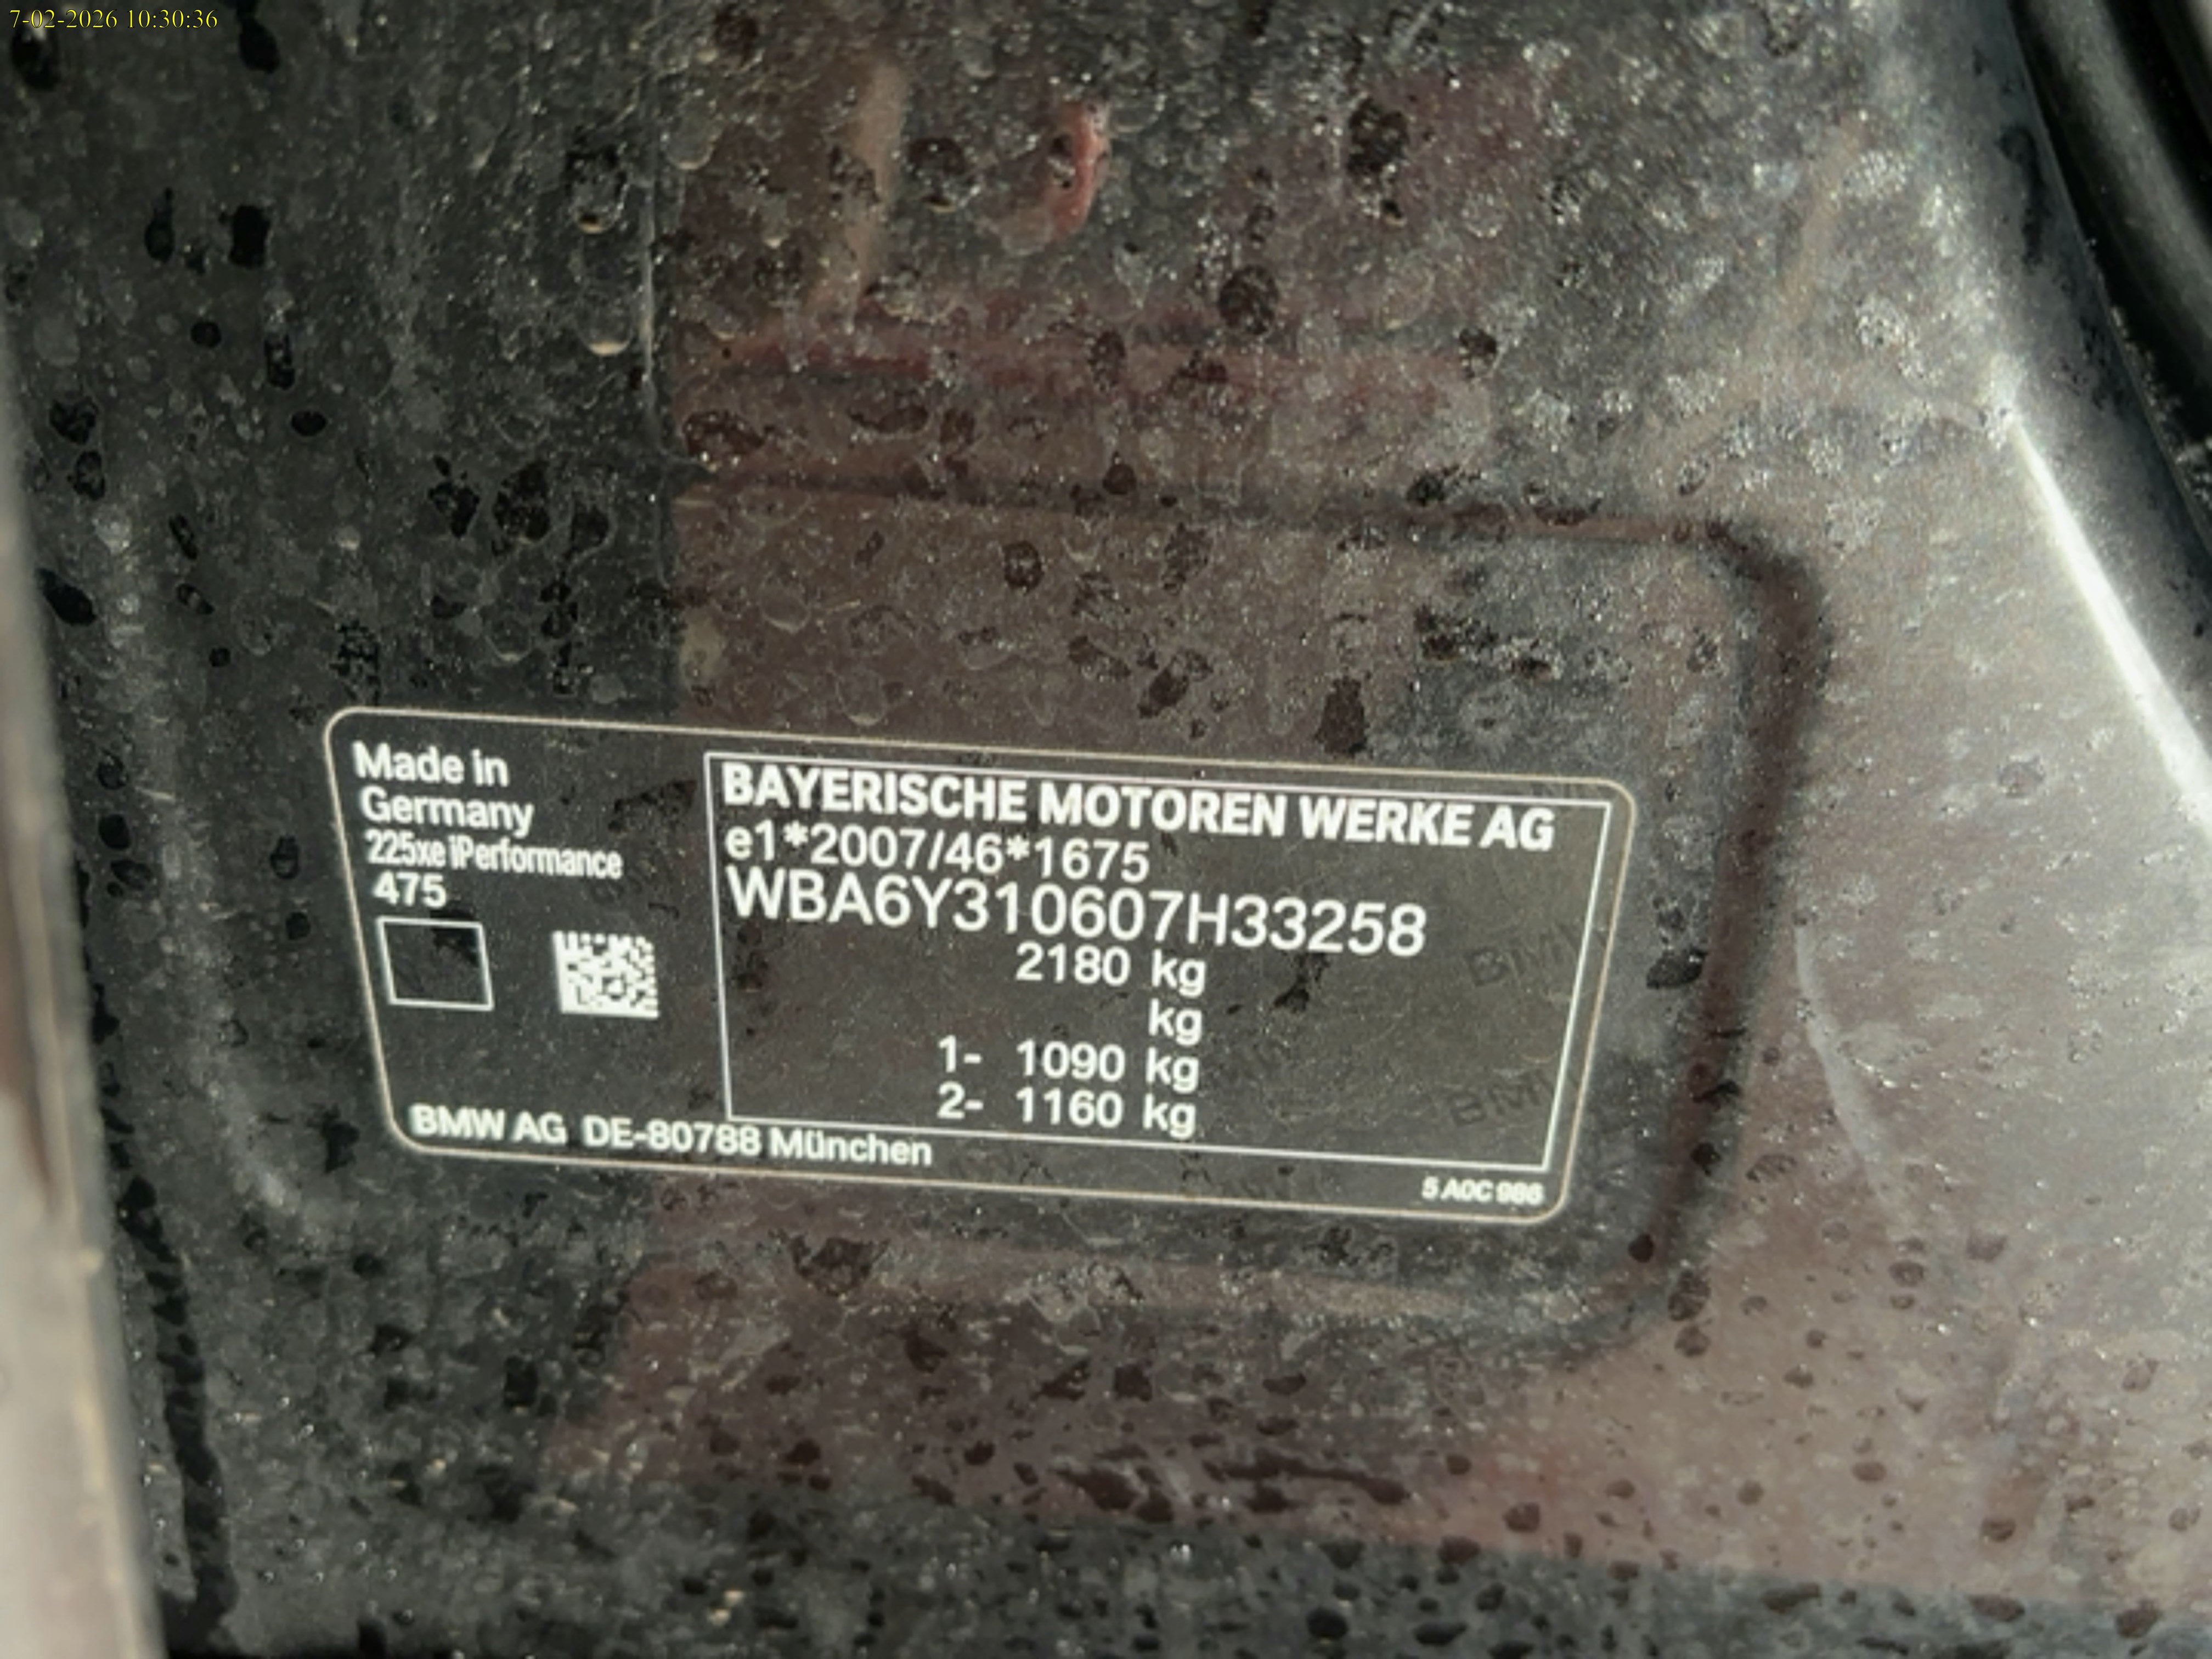 7-02-2026 10:30:36
Made in
Germany
225xe iPerformance
475
BAYERISCHE MOTOREN WERKE AG
e1*2007/46*1675
WBA6Y310607H33258
2180 kg
kg
1- 1090 kg
2- 1160 kg
BMW AG DE-80788 München
5 A0C 986